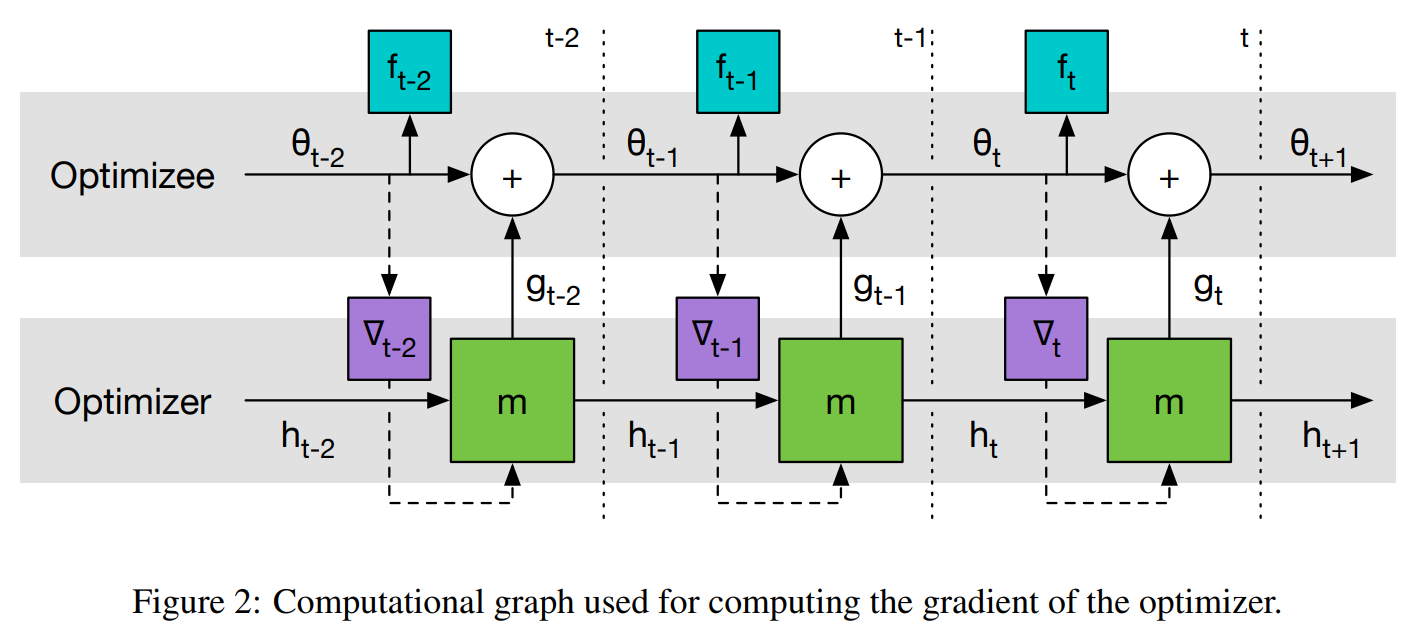 t-2 t-1 t
f_{t-2} f_{t-1} f_t
θ_{t-2} θ_{t-1} θ_t θ_{t+1}
Optimizee + + +
g_{t-2} g_{t-1} g_t
∇_{t-2} ∇_{t-1} ∇_t
Optimizer m m m
h_{t-2} h_{t-1} h_t h_{t+1}
Figure 2: Computational graph used for computing the gradient of the optimizer.